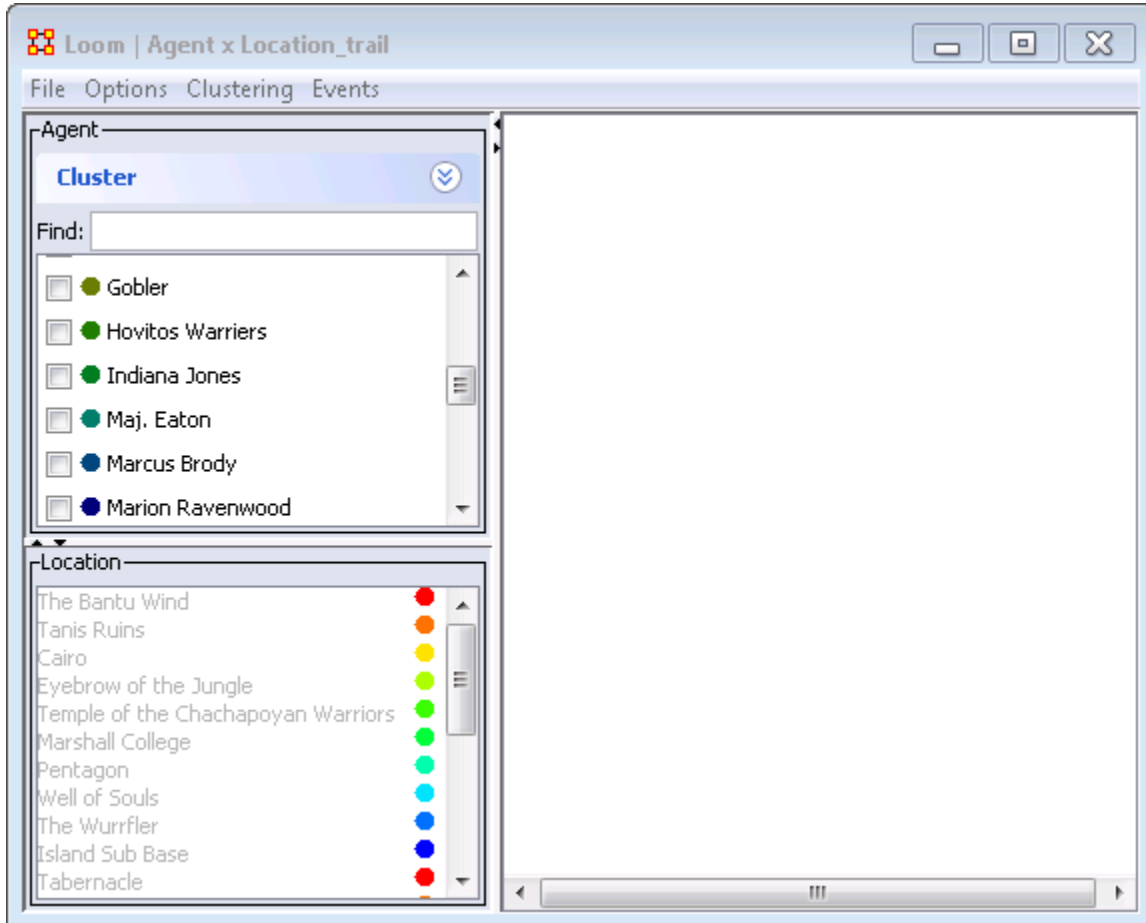 Loom | Agent x Location_trail
File Options Clustering Events
Agent
Cluster
Find:
Gobler
Hovitos Warriers
Indiana Jones
Maj. Eaton
Marcus Brody
Marion Ravenwood
Location
The Bantu Wind
Tanis Ruins
Cairo
Eyebrow of the Jungle
Temple of the Chachapoyan Warriors
Marshall College
Pentagon
Well of Souls
The Wurrfler
Island Sub Base
Tabernacle